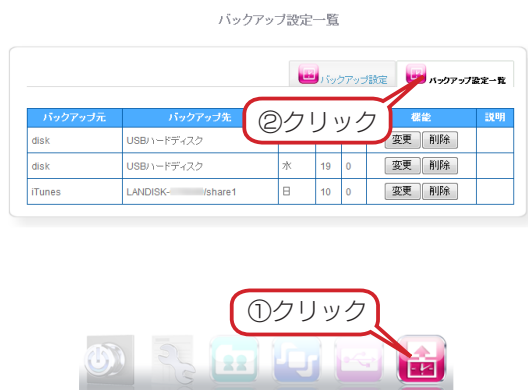 バックアップ設定一覧
バックアップ設定 バックアップ設定一覧
②クリック
バックアップ元 バックアップ先 機能 説明
disk USBハードディスク 変更 削除
disk USBハードディスク 水 19 0 変更 削除
iTunes LANDISK- /share1 日 10 0 変更 削除
①クリック